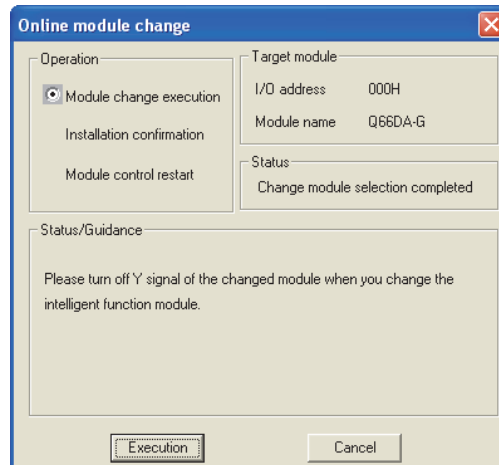 Online module change
Operation
Module change execution
Installation confirmation
Module control restart
Target module
I/O address 000H
Module name Q66DA-G
Status
Change module selection completed
Status/Guidance
Please turn off Y signal of the changed module when you change the
intelligent function module.
Execution
Cancel